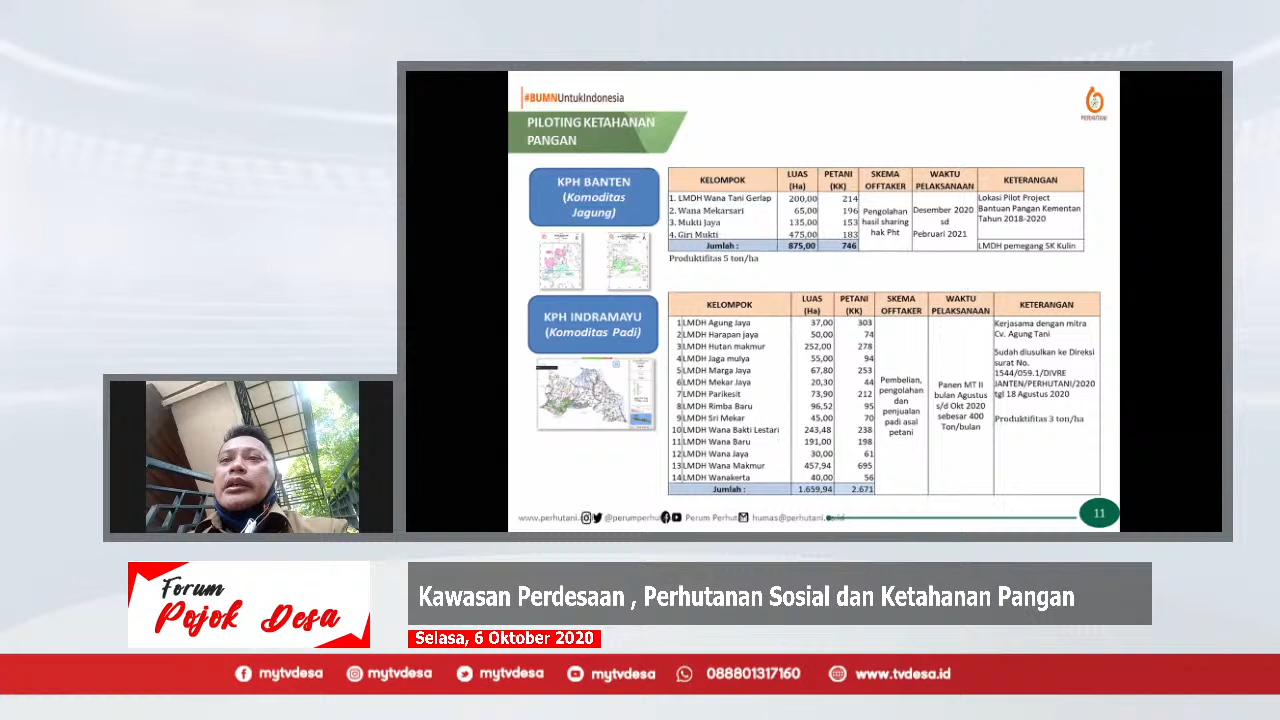 #BUMNUntukIndonesia
PERHUTANI
PILOTING KETAHANAN
PANGAN
KPH BANTEN
(Komoditas
Jagung)
KELOMPOK LUAS (Ha) PETANI (KK) SKEMA OFFTAKER WAKTU PELAKSANAAN KETERANGAN
1. LMDH Wana Tani Gerlap 200,00 214
2. Wana Mekarsari 65,00 196
3. Mukti Jaya 135,00 153
4. Giri Mukti 475,00 183
Jumlah : 875,00 746
Pengolahan
hasil sharing
hak Pht
Desember 2020
sd
Pebruari 2021
Lokasi Pilot Project
Bantuan Pangan Kementan
Tahun 2018-2020
LMDH pemegang SK Kulin
Produktifitas 5 ton/ha
KPH INDRAMAYU
(Komoditas Padi)
KELOMPOK LUAS (Ha) PETANI (KK) SKEMA OFFTAKER WAKTU PELAKSANAAN KETERANGAN
1 LMDH Agung Jaya 37,00 303
2 LMDH Harapan jaya 50,00 74
3 LMDH Hutan makmur 252,00 278
4 LMDH Jaga mulya 55,00 94
5 LMDH Marga Jaya 67,80 253
6 LMDH Mekar Jaya 20,30 44
7 LMDH Parikesit 73,90 212
8 LMDH Rimba Baru 96,52 95
9 LMDH Sri Mekar 45,00 70
10 LMDH Wana Bakti Lestari 243,48 238
11 LMDH Wana Baru 191,00 198
12 LMDH Wana Jaya 30,00 61
13 LMDH Wana Makmur 457,94 695
14 LMDH Wanakerta 40,00 56
Jumlah : 1.659,94 2.671
Pembelian,
pengolahan
dan
penjualan
padi asal
petani
Panen MT II
bulan Agustus
s/d Okt 2020
sebesar 400
Ton/bulan
Kerjasama dengan mitra
Cv. Agung Tani
Sudah diusulkan ke Direksi
surat No.
1544/059.1/DIVRE
JANTEN/PERHUTANI/2020
tgl 18 Agustus 2020
Produktifitas 3 ton/ha
www.perhutani. @perumperhu Perum Perhut humas@perhutani. id
11
Forum
Pojok Desa
Kawasan Perdesaan , Perhutanan Sosial dan Ketahanan Pangan
Selasa, 6 Oktober 2020
mytvdesa mytvdesa mytvdesa mytvdesa 088801317160 www.tvdesa.id